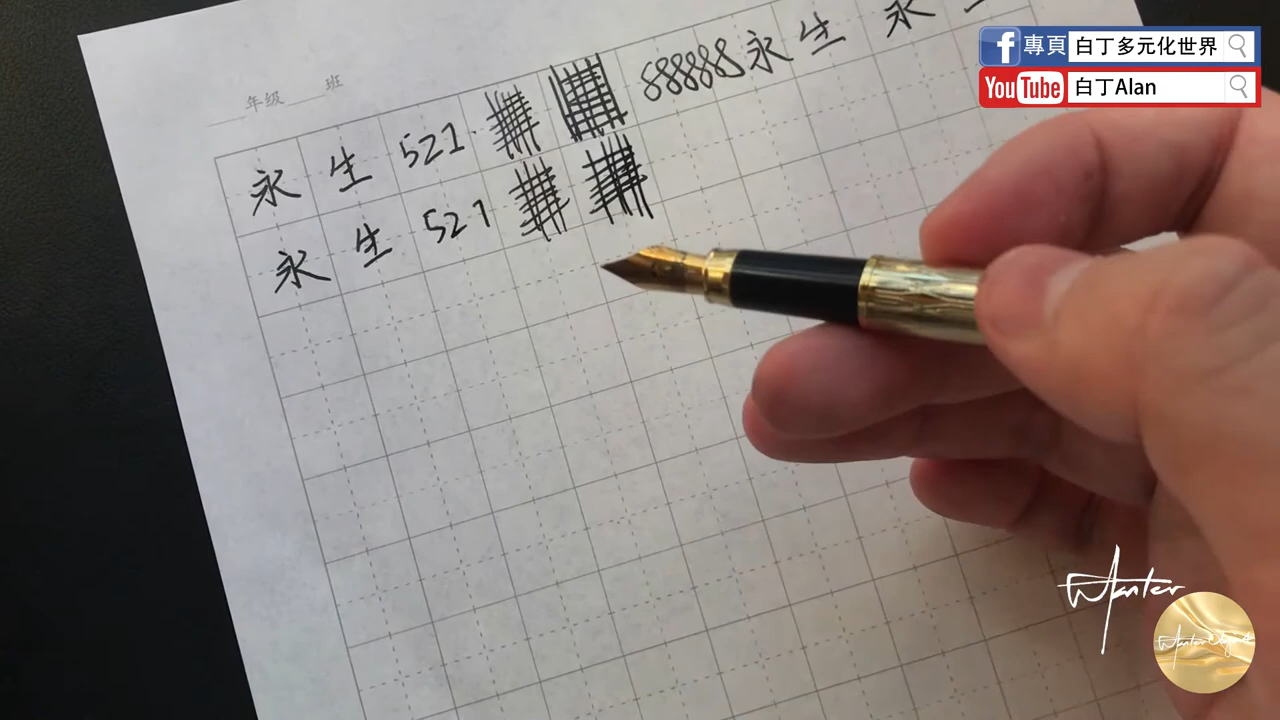 專頁 白丁多元化世界
YouTube 白丁Alan
年级 班
永 生 521 88888 永 生 永
永 生 521
Wanter